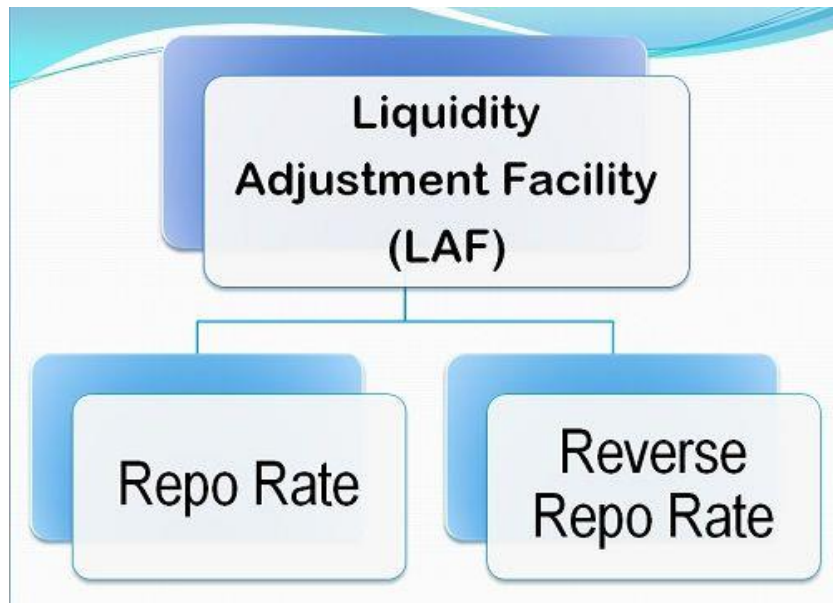 Liquidity
Adjustment Facility
(LAF)
Repo Rate
Reverse
Repo Rate